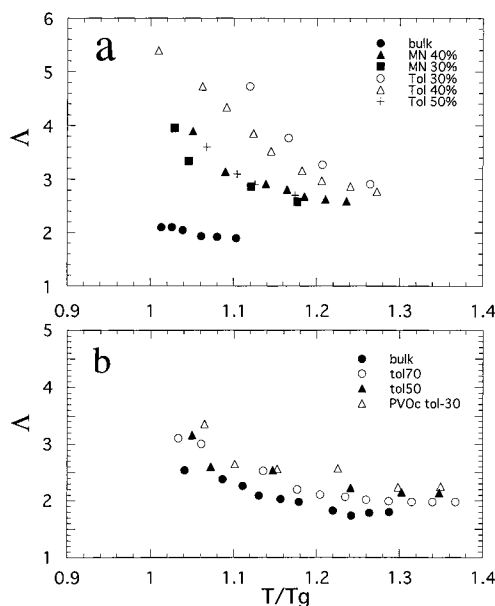 a
6
5
4
3
2
1
Λ
bulk
MN 40%
MN 30%
Tol 30%
Tol 40%
Tol 50%
0.9
1
1.1
1.2
1.3
1.4
b
5
4
3
2
1
Λ
bulk
tol70
tol50
PVOc tol-30
0.9
1
1.1
1.2
1.3
1.4
T/Tg